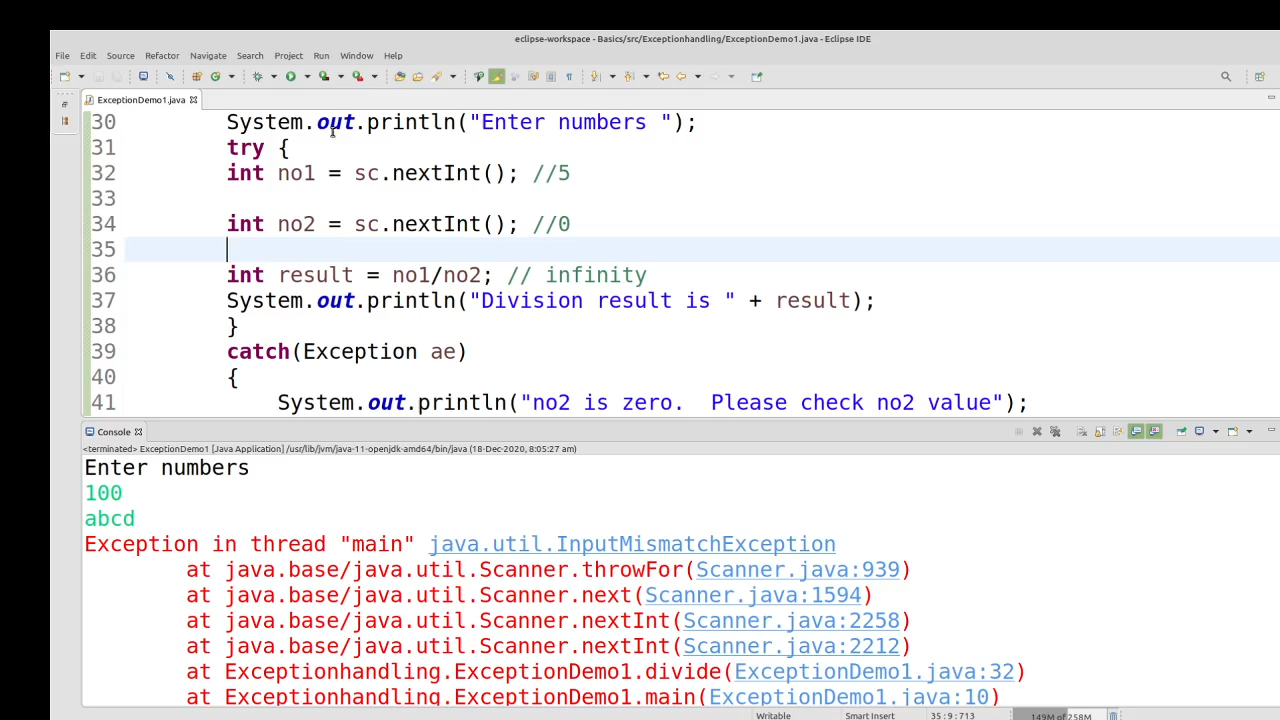 eclipse-workspace - Basics/src/Exceptionhandling/ExceptionDemo1.java - Eclipse IDE
File Edit Source Refactor Navigate Search Project Run Window Help
ExceptionDemo1.java
30 System.out.println("Enter numbers ");
31 try {
32 int no1 = sc.nextInt(); //5
33
34 int no2 = sc.nextInt(); //0
35
36 int result = no1/no2; // infinity
37 System.out.println("Division result is " + result);
38 }
39 catch(Exception ae)
40 {
41 System.out.println("no2 is zero.  Please check no2 value");
Console
<terminated> ExceptionDemo1 [Java Application] /usr/lib/jvm/java-11-openjdk-amd64/bin/java (18-Dec-2020, 8:05:27 am)
Enter numbers
100
abcd
Exception in thread "main" java.util.InputMismatchException
at java.base/java.util.Scanner.throwFor(Scanner.java:939)
at java.base/java.util.Scanner.next(Scanner.java:1594)
at java.base/java.util.Scanner.nextInt(Scanner.java:2258)
at java.base/java.util.Scanner.nextInt(Scanner.java:2212)
at Exceptionhandling.ExceptionDemo1.divide(ExceptionDemo1.java:32)
at Exceptionhandling.ExceptionDemo1.main(ExceptionDemo1.java:10)
Writable Smart Insert 35 : 9 : 713 149M of 258M